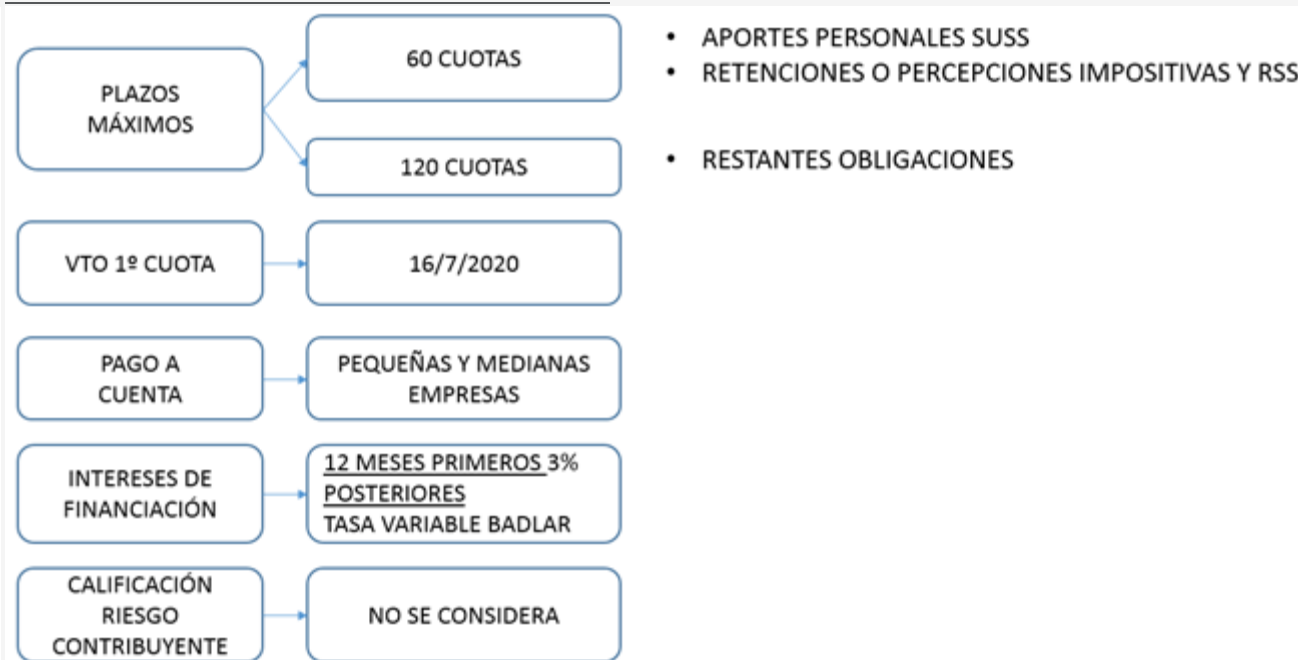 PLAZOS
MÁXIMOS
60 CUOTAS
• APORTES PERSONALES SUSS
• RETENCIONES O PERCEPCIONES IMPOSITIVAS Y RSS
120 CUOTAS
• RESTANTES OBLIGACIONES
VTO 1º CUOTA
16/7/2020
PAGO A
CUENTA
PEQUEÑAS Y MEDIANAS
EMPRESAS
INTERESES DE
FINANCIACIÓN
12 MESES PRIMEROS 3%
POSTERIORES
TASA VARIABLE BADLAR
CALIFICACIÓN
RIESGO
CONTRIBUYENTE
NO SE CONSIDERA